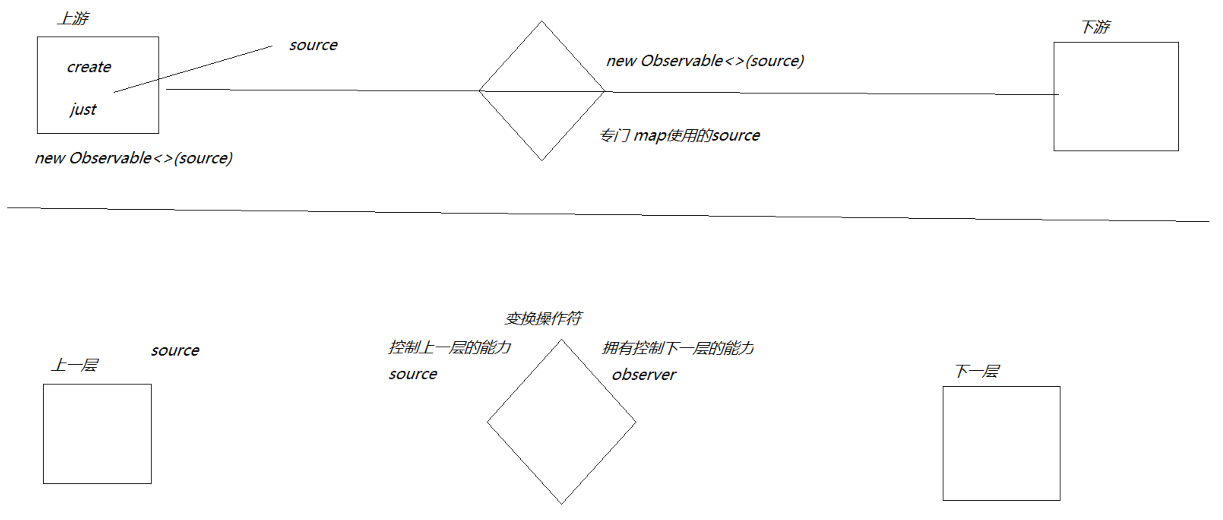 上游
create
just
source
new Observable<>(source)
new Observable<>(source)
专门 map使用的source
下游
变换操作符
上一层
source
控制上一层的能力
source
拥有控制下一层的能力
observer
下一层